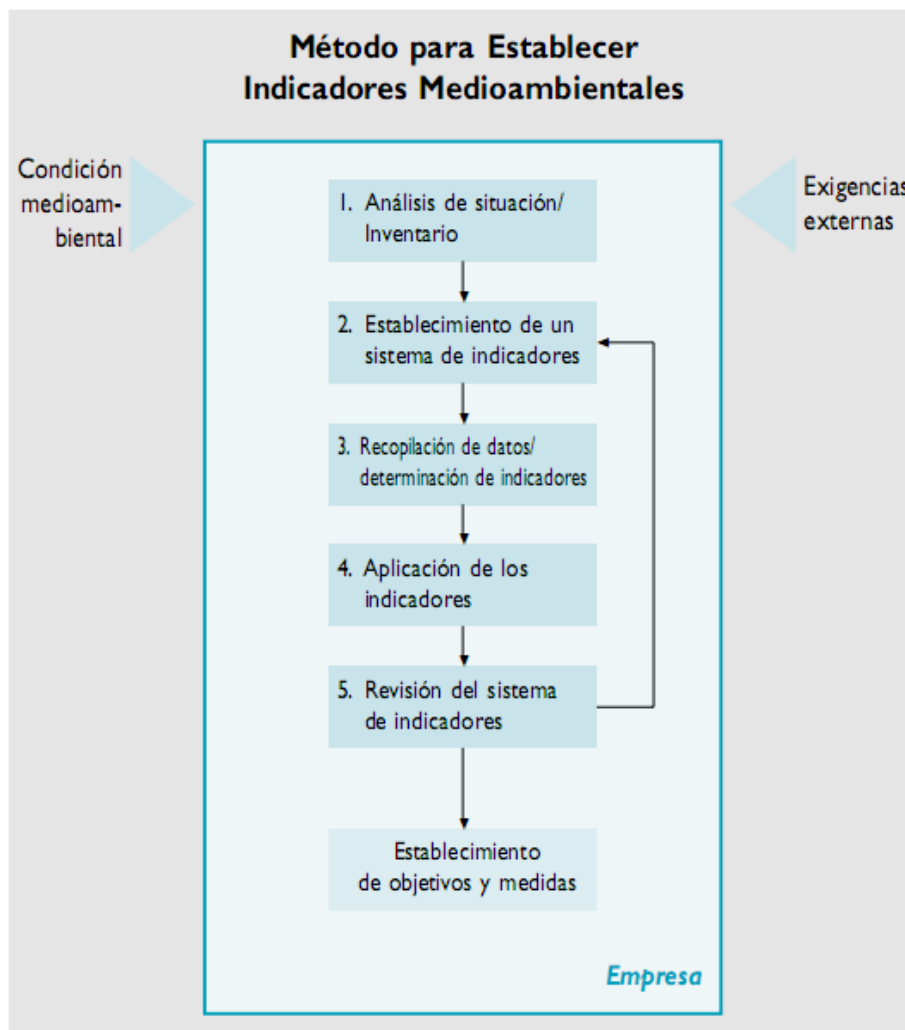 Método para Establecer
Indicadores Medioambientales
Condición
medioam-
biental
Exigencias
externas
1. Análisis de situación/
Inventario
2. Establecimiento de un
sistema de indicadores
3. Recopilación de datos/
determinación de indicadores
4. Aplicación de los
indicadores
5. Revisión del sistema
de indicadores
Establecimiento
de objetivos y medidas
Empresa